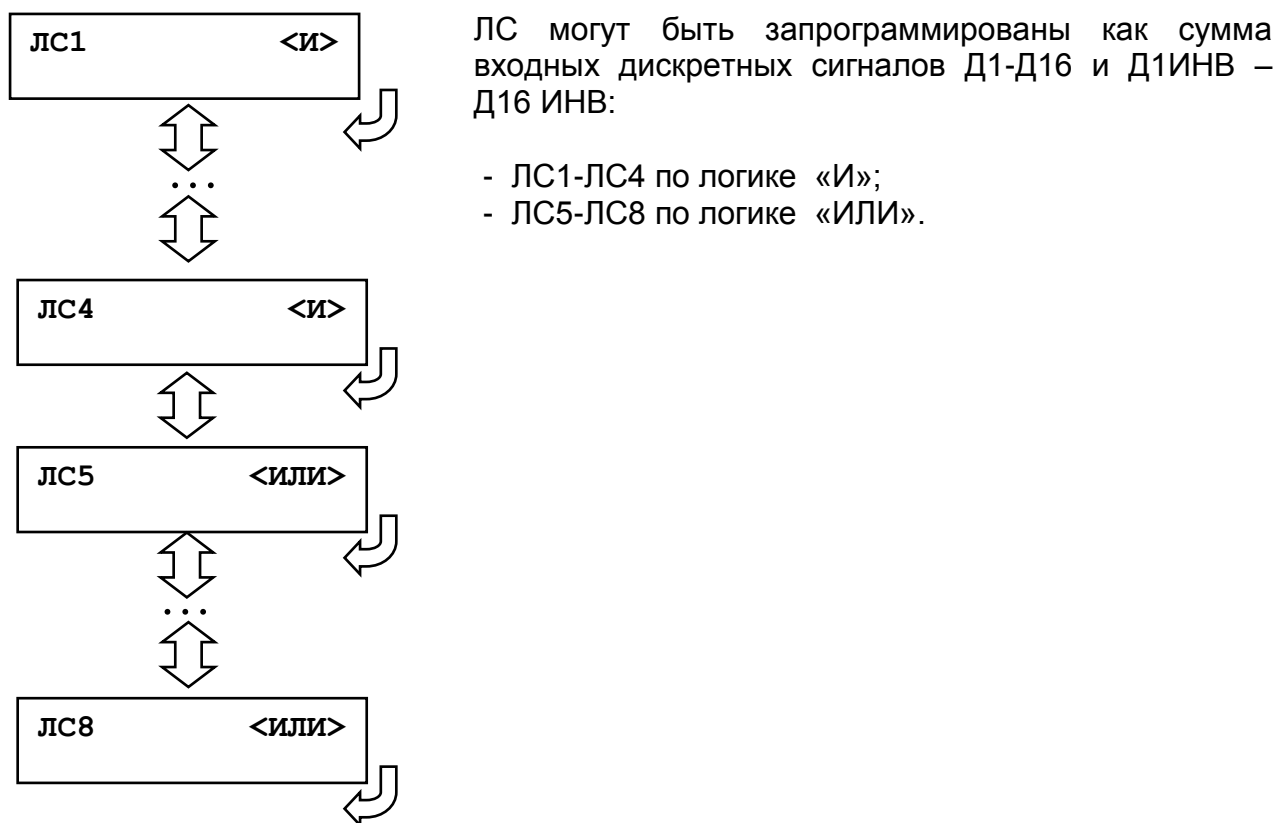 ЛС1 <И>
...
ЛС4 <И>
ЛС5 <ИЛИ>
...
ЛС8 <ИЛИ>
ЛС могут быть запрограммированы как сумма
входных дискретных сигналов Д1-Д16 и Д1ИНВ –
Д16 ИНВ:
- ЛС1-ЛС4 по логике «И»;
- ЛС5-ЛС8 по логике «ИЛИ».